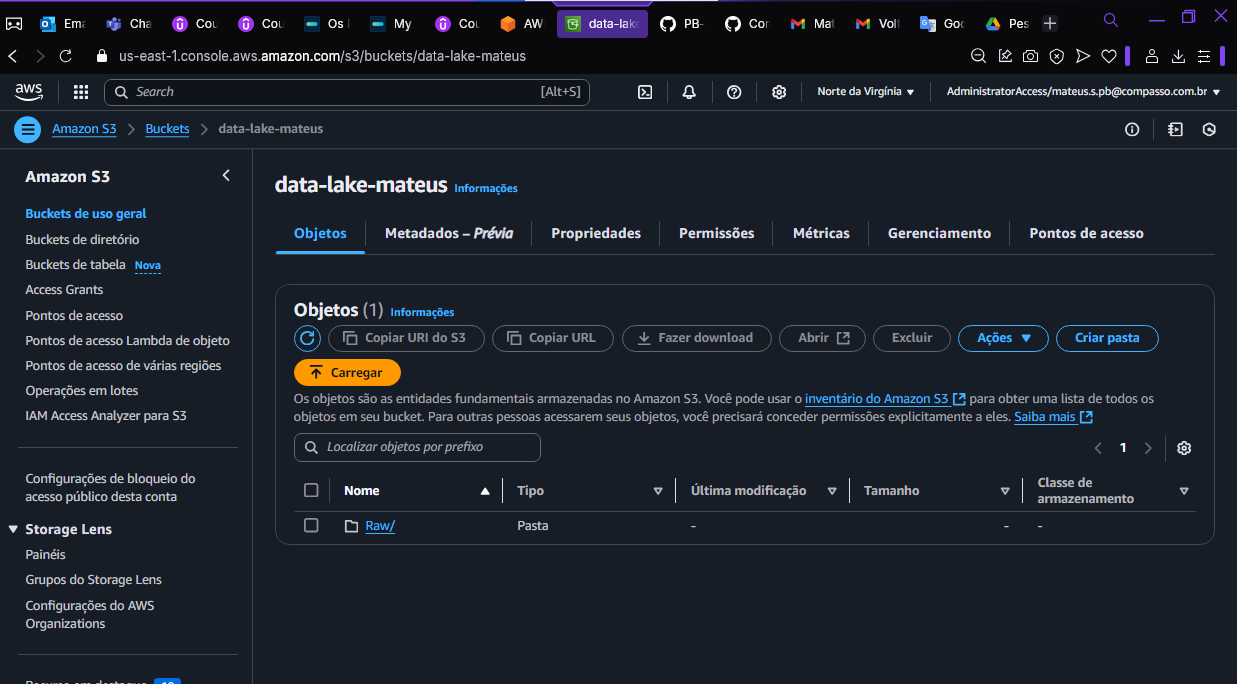 Ema
Cha
Cou
Cou
Os
My
Cou
AW
data-lake
PB-
Cor
Mat
Volt
Goo
Pes
us-east-1.console.aws.amazon.com/s3/buckets/data-lake-mateus
aws
Search [Alt+S]
Norte da Virgínia
AdministratorAccess/mateus.s.pb@compasso.com.br
Amazon S3 > Buckets > data-lake-mateus
Amazon S3
Buckets de uso geral
Buckets de diretório
Buckets de tabela Nova
Access Grants
Pontos de acesso
Pontos de acesso Lambda de objeto
Pontos de acesso de várias regiões
Operações em lotes
IAM Access Analyzer para S3
Configurações de bloqueio do
acesso público desta conta
Storage Lens
Painéis
Grupos do Storage Lens
Configurações do AWS
Organizations
data-lake-mateus Informações
Objetos
Metadados – Prévia
Propriedades
Permissões
Métricas
Gerenciamento
Pontos de acesso
Objetos (1) Informações
Copiar URI do S3
Copiar URL
Fazer download
Abrir
Excluir
Ações
Criar pasta
Carregar
Os objetos são as entidades fundamentais armazenadas no Amazon S3. Você pode usar o inventário do Amazon S3 para obter uma lista de todos os
objetos em seu bucket. Para outras pessoas acessarem seus objetos, você precisará conceder permissões explicitamente a eles. Saiba mais
Localizar objetos por prefixo
1
Nome
Tipo
Última modificação
Tamanho
Classe de
armazenamento
Raw/ Pasta - - -